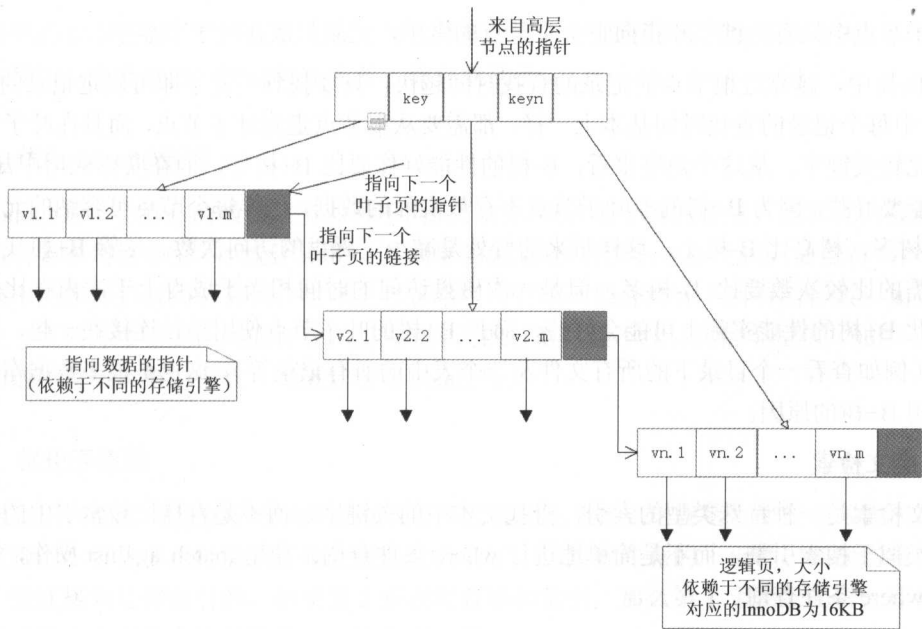 来自高层
节点的指针
key
keyn
指向下一个
叶子页的指针
v1.1
v1.2
...
v1.m
指向下一个
叶子页的链接
v2.1
v2.2
...
v2.m
指向数据的指针
(依赖于不同的存储引擎)
vn.1
vn.2
...
vn.m
逻辑页，大小
依赖于不同的存储引擎
对应的InnoDB为16KB